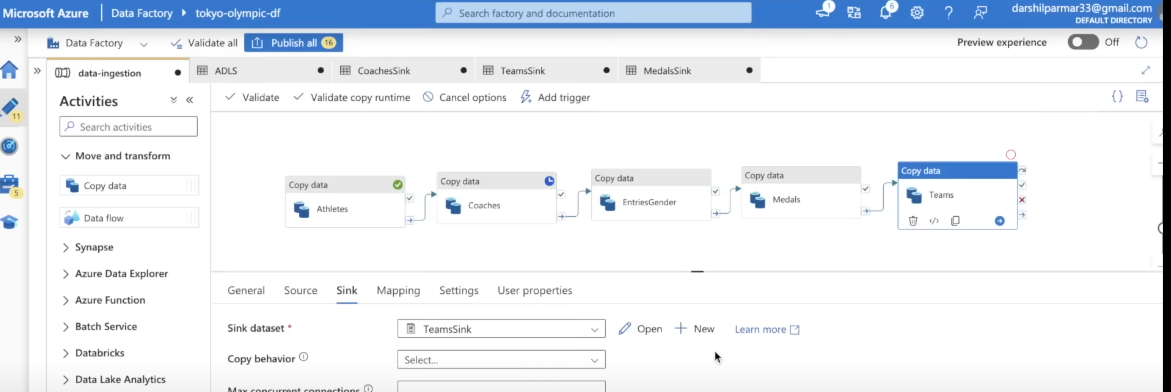 Microsoft Azure
Data Factory
tokyo-olympic-df
Search factory and documentation
1
6
darshilparmar33@gmail.com
DEFAULT DIRECTORY
Data Factory
Validate all
Publish all 16
Preview experience
Off
data-ingestion
ADLS
CoachesSink
TeamsSink
MedalsSink
11
5
Activities
Search activities
Move and transform
Copy data
Data flow
Synapse
Azure Data Explorer
Azure Function
Batch Service
Databricks
Data Lake Analytics
Validate
Validate copy runtime
Cancel options
Add trigger
Copy data
Athletes
Copy data
Coaches
Copy data
EntriesGender
Copy data
Medals
Copy data
Teams
General
Source
Sink
Mapping
Settings
User properties
Sink dataset *
TeamsSink
Open
New
Learn more
Copy behavior
Select...
Max concurrent connections